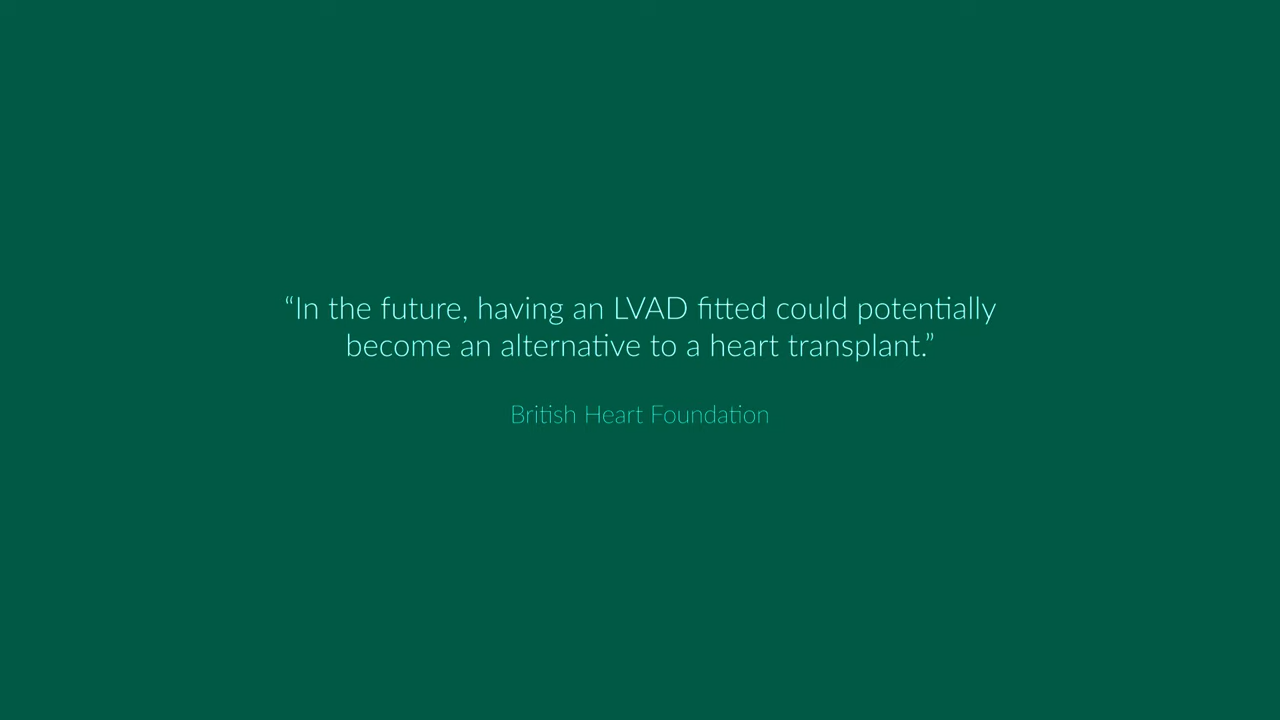 “In the future, having an LVAD fitted could potentially
become an alternative to a heart transplant.”
British Heart Foundation